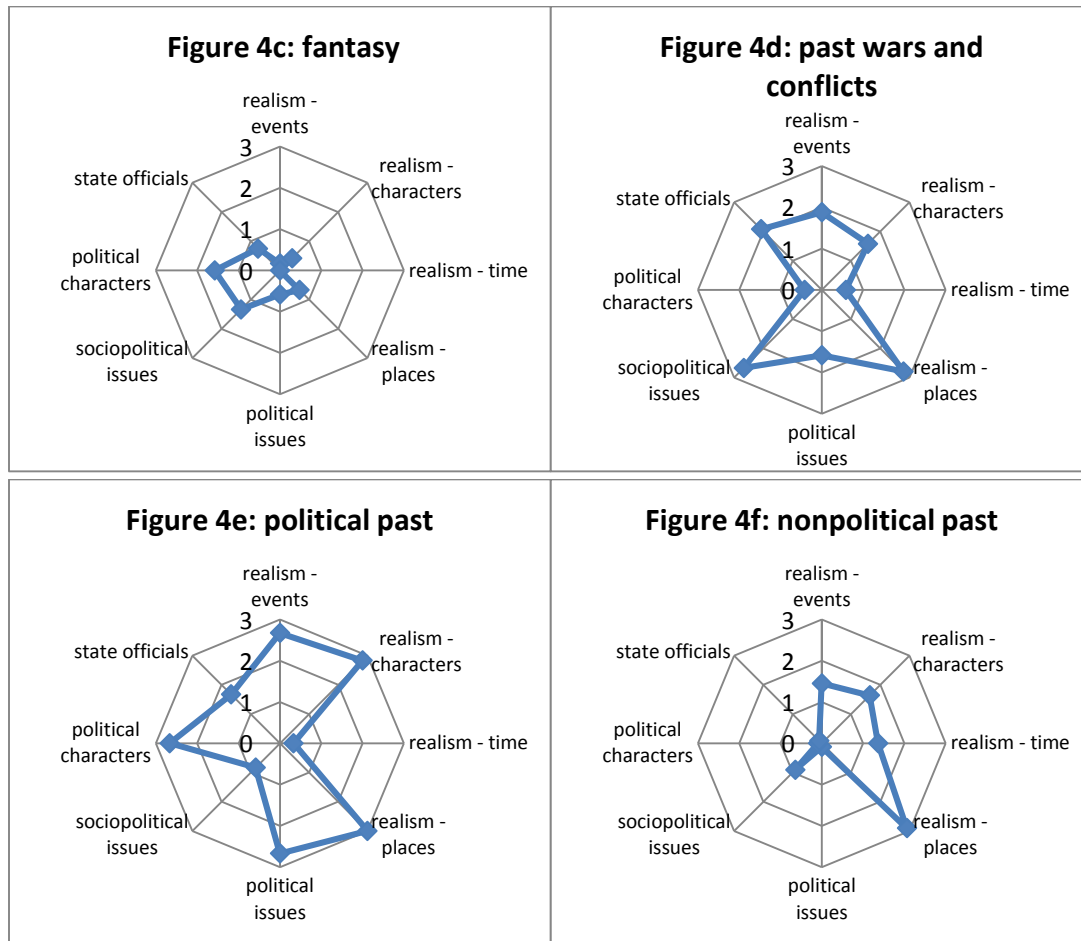 Figure 4c: fantasy
realism -
events
3
2
1
0
realism -
characters
realism - time
realism -
places
political
issues
sociopolitical
issues
political
characters
state officials
Figure 4d: past wars and
conflicts
realism -
events
3
2
1
0
realism -
characters
realism - time
realism -
places
political
issues
sociopolitical
issues
political
characters
state officials
Figure 4e: political past
realism -
events
3
2
1
0
realism -
characters
realism - time
realism -
places
political
issues
sociopolitical
issues
political
characters
state officials
Figure 4f: nonpolitical past
realism -
events
3
2
1
0
realism -
characters
realism - time
realism -
places
political
issues
sociopolitical
issues
political
characters
state officials